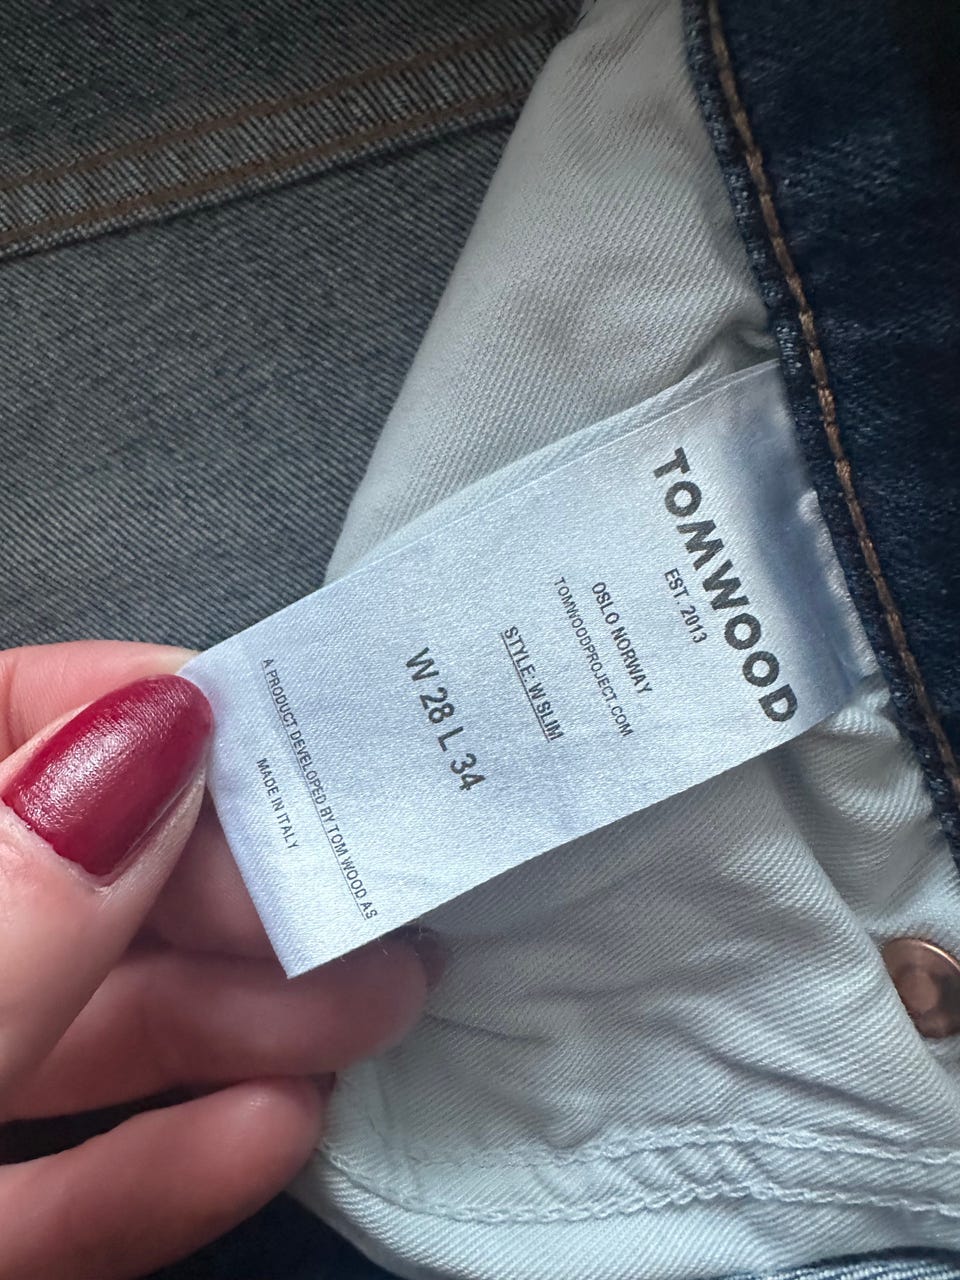 TOMWOOD
EST. 2013
OSLO NORWAY
TOMWOODPROJECT.COM
STYLE: W SLIM
W 28 L 34
A PRODUCT DEVELOPED BY TOM WOOD AS
MADE IN ITALY